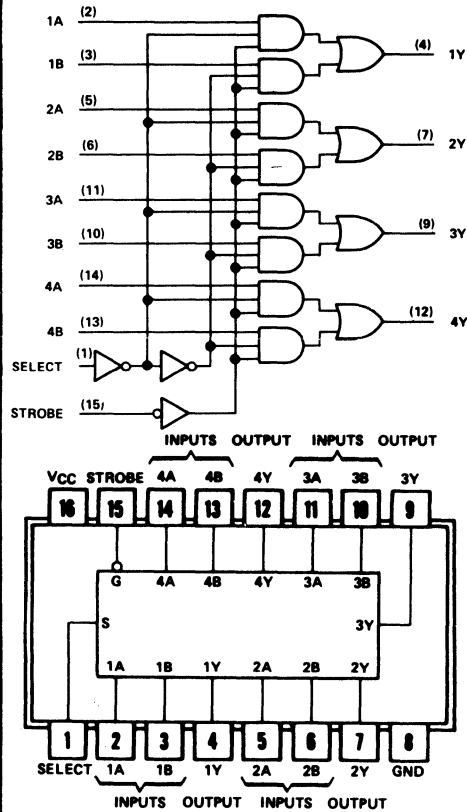 1A (2)
(4) 1Y
1B (3)
2A (5)
(7) 2Y
2B (6)
3A (11)
(9) 3Y
3B (10)
4A (14)
(12) 4Y
4B (13)
SELECT (1)
STROBE (15)
INPUTS OUTPUT INPUTS OUTPUT
VCC STROBE 4A 4B 4Y 3A 3B 3Y
16 15 14 13 12 11 10 9
G 4A 4B 4Y 3A 3B
S 3Y
1A 1B 1Y 2A 2B 2Y
1 2 3 4 5 6 7 8
SELECT 1A 1B 1Y 2A 2B 2Y GND
INPUTS OUTPUT INPUTS OUTPUT